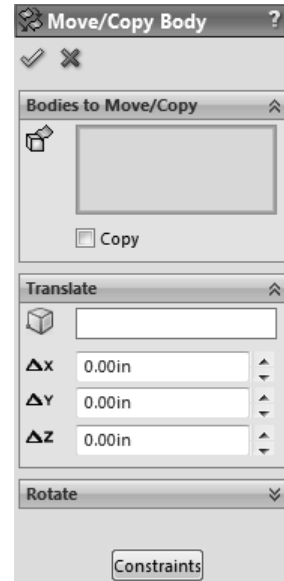 Move/Copy Body ?
Bodies to Move/Copy
Copy
Translate
ΔX 0.00in
ΔY 0.00in
ΔZ 0.00in
Rotate
Constraints